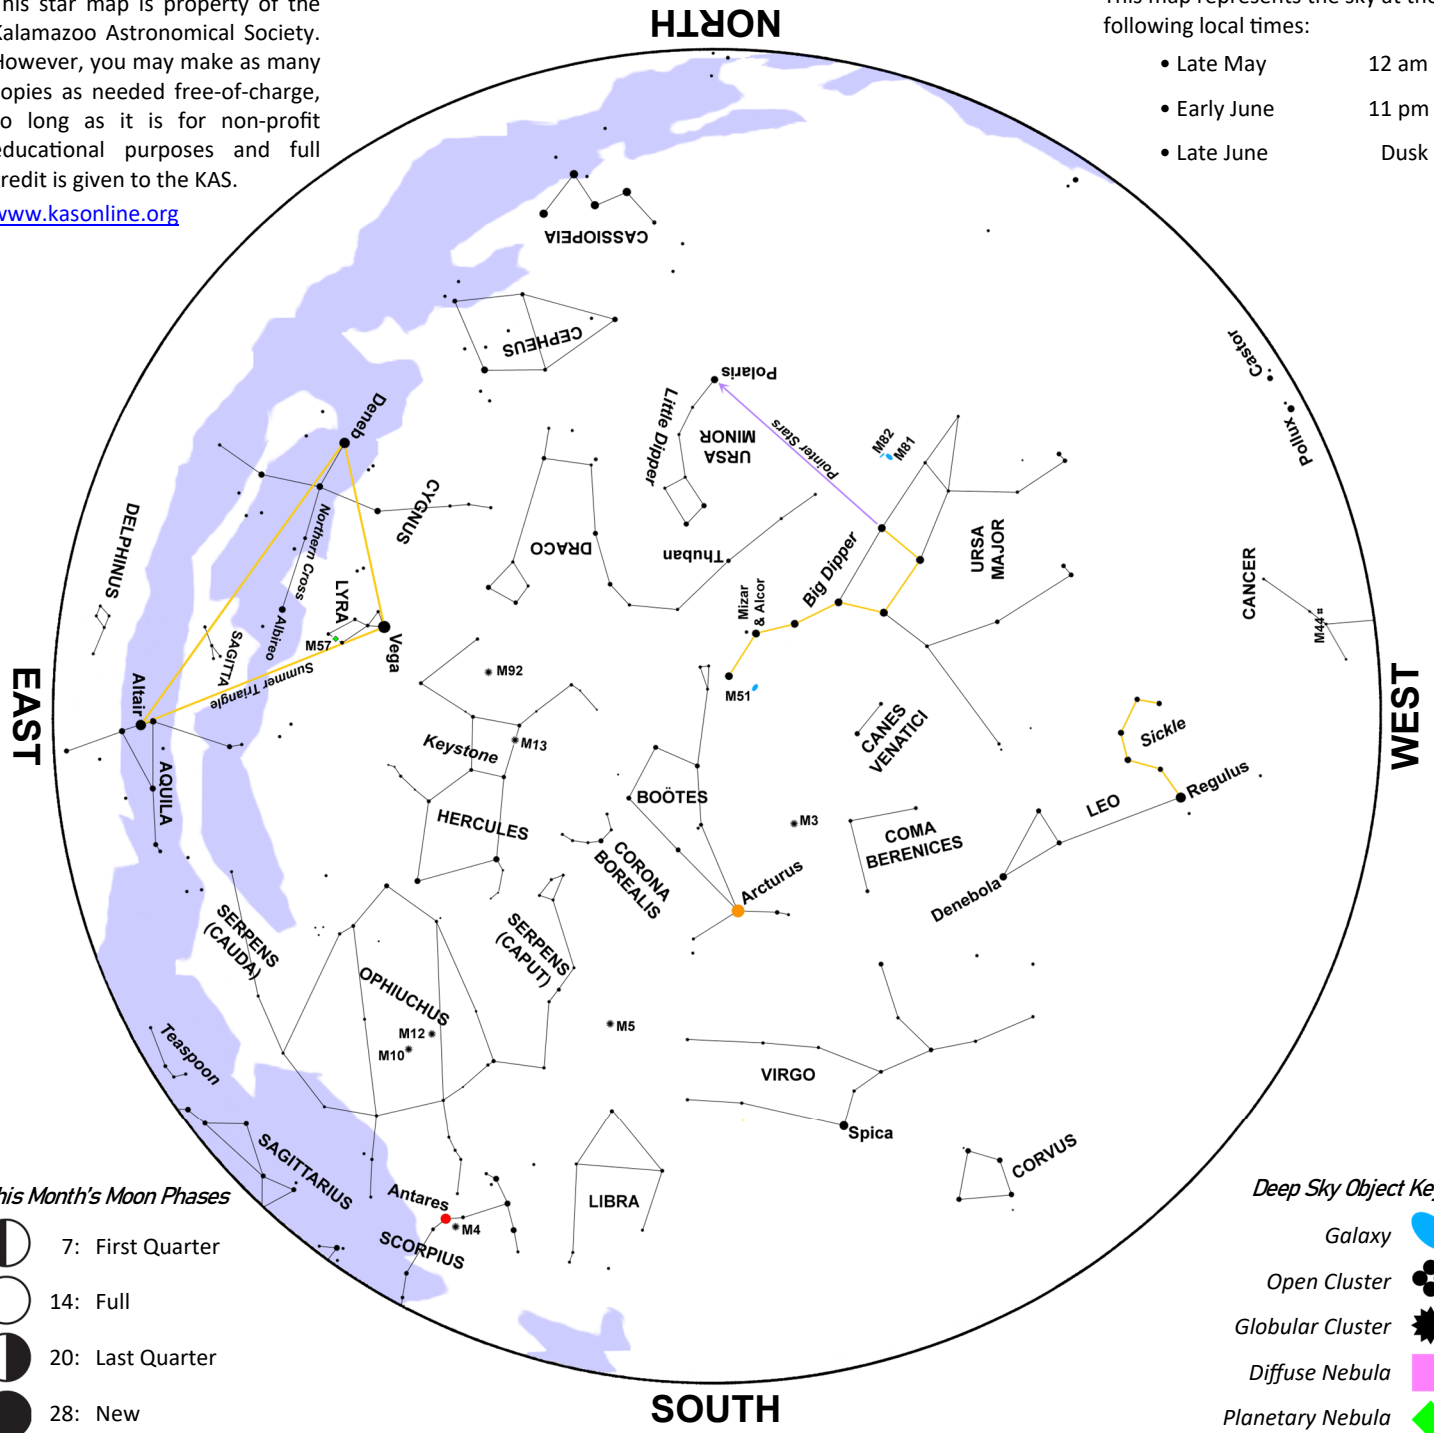 his star map is property of the
Kalamazoo Astronomical Society.
However, you may make as many
opies as needed free-of-charge,
o long as it is for non-profit
educational purposes and full
redit is given to the KAS.
www.kasonline.org
NORTH
This map represents the sky at the
following local times:
• Late May 12 am
• Early June 11 pm
• Late June Dusk
CASSIOPEIA
CEPHEUS
Castor
Pollux
Polaris
Little Dipper
URSA
MINOR
Pointer Stars
M82
M81
Deneb
CYGNUS
Northern Cross
DELPHINUS
DRACO
Thuban
Big Dipper
URSA
MAJOR
Mizar
& Alcor
CANCER
M44
LYRA
M57
Vega
Albireo
SAGITTA
Summer Triangle
M92
M51
EAST
Altair
WEST
Keystone
M13
CANES
VENATICI
Sickle
Regulus
AQUILA
HERCULES
BOÖTES
M3
COMA
BERENICES
LEO
CORONA
BOREALIS
Arcturus
Denebola
SERPENS
(CAUDA)
SERPENS
(CAPUT)
OPHIUCHUS
M12
M10
M5
Teaspoon
VIRGO
Spica
CORVUS
SAGITTARIUS
Antares
M4
SCORPIUS
LIBRA
his Month's Moon Phases
7: First Quarter
14: Full
20: Last Quarter
28: New
SOUTH
Deep Sky Object Key
Galaxy
Open Cluster
Globular Cluster
Diffuse Nebula
Planetary Nebula